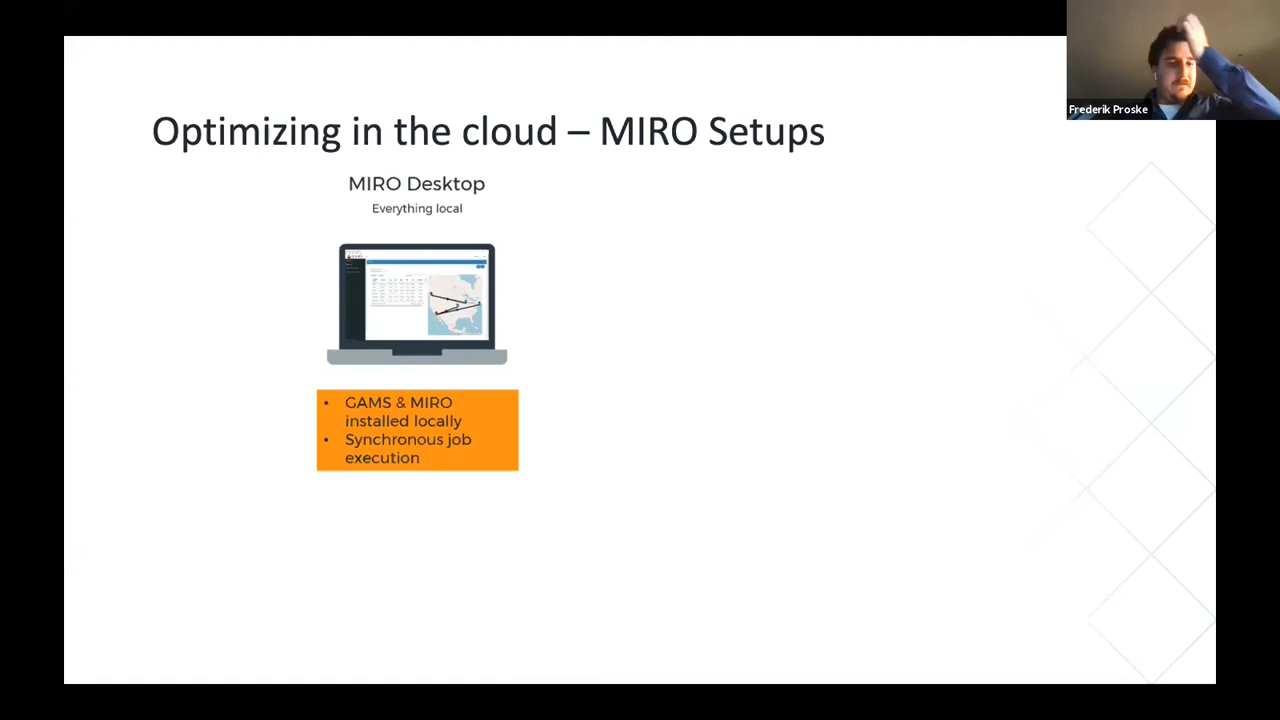 Frederik Proske
Optimizing in the cloud – MIRO Setups
MIRO Desktop
Everything local
• GAMS & MIRO
installed locally
• Synchronous job
execution